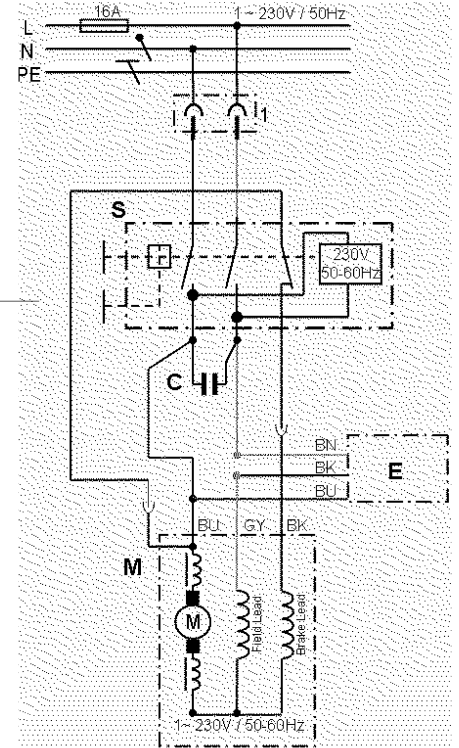 16A
1 ~ 230V / 50Hz
L
N
PE
1
S
230V
50-60Hz
C
BN
BK
E
BU
BU
GY
BK
M
M
Field Lead
Brake Lead
1~ 230V / 50-60Hz